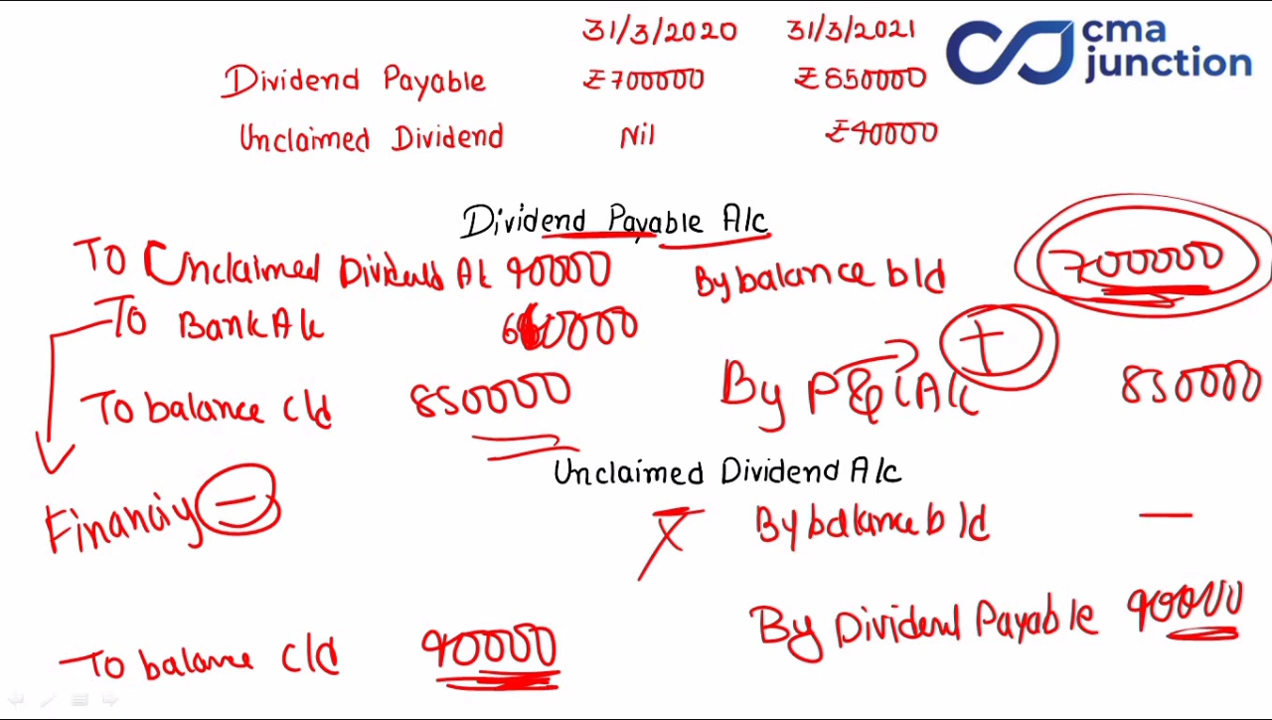 31/3/2020 31/3/2021
cma
junction
Dividend Payable ₹700000 ₹850000
Unclaimed Dividend Nil ₹40000
Dividend Payable A/c
To Unclaimed Dividend A/c 40000 By balance b/d 700000
To Bank A/c 660000 +
To balance c/d 850000 By P&L A/c 850000
Unclaimed Dividend A/c
Financiy − By balance b/d —
By Dividend Payable 40000
To balance c/d 40000